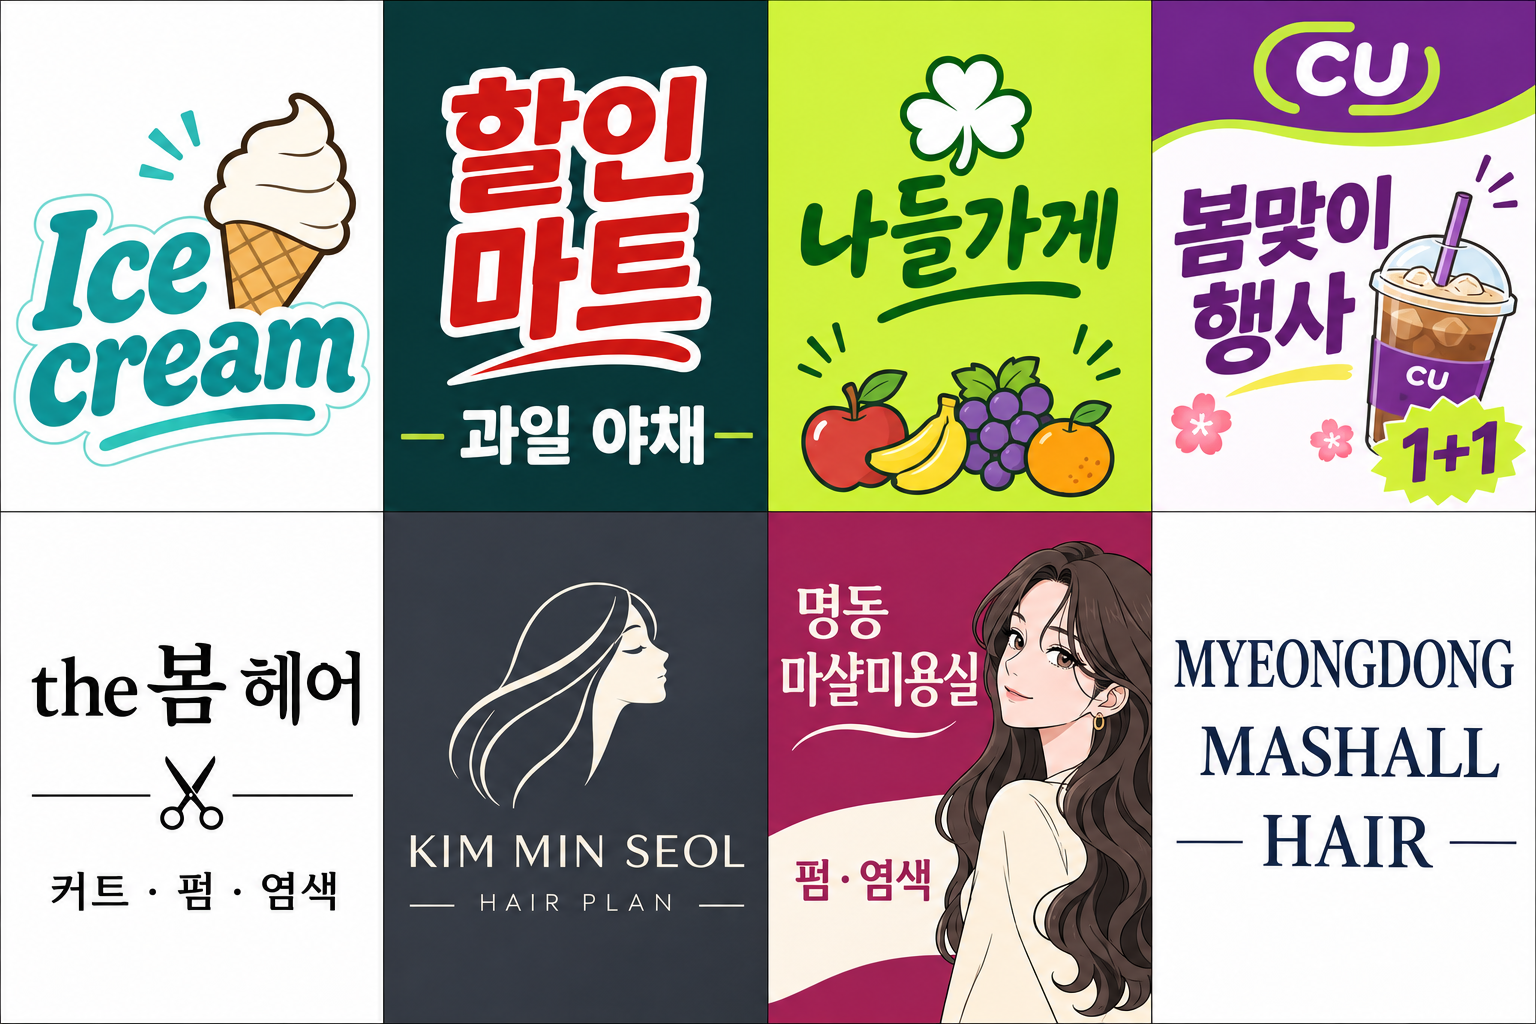 Ice
cream
할인
마트
과일 야채
나들가게
CU
봄맞이
행사
CU
1+1
the봄 헤어
커트 · 펌 · 염색
KIM MIN SEOL
HAIR PLAN
명동
마샬미용실
펌 · 염색
MYEONGDONG
MASHALL
HAIR